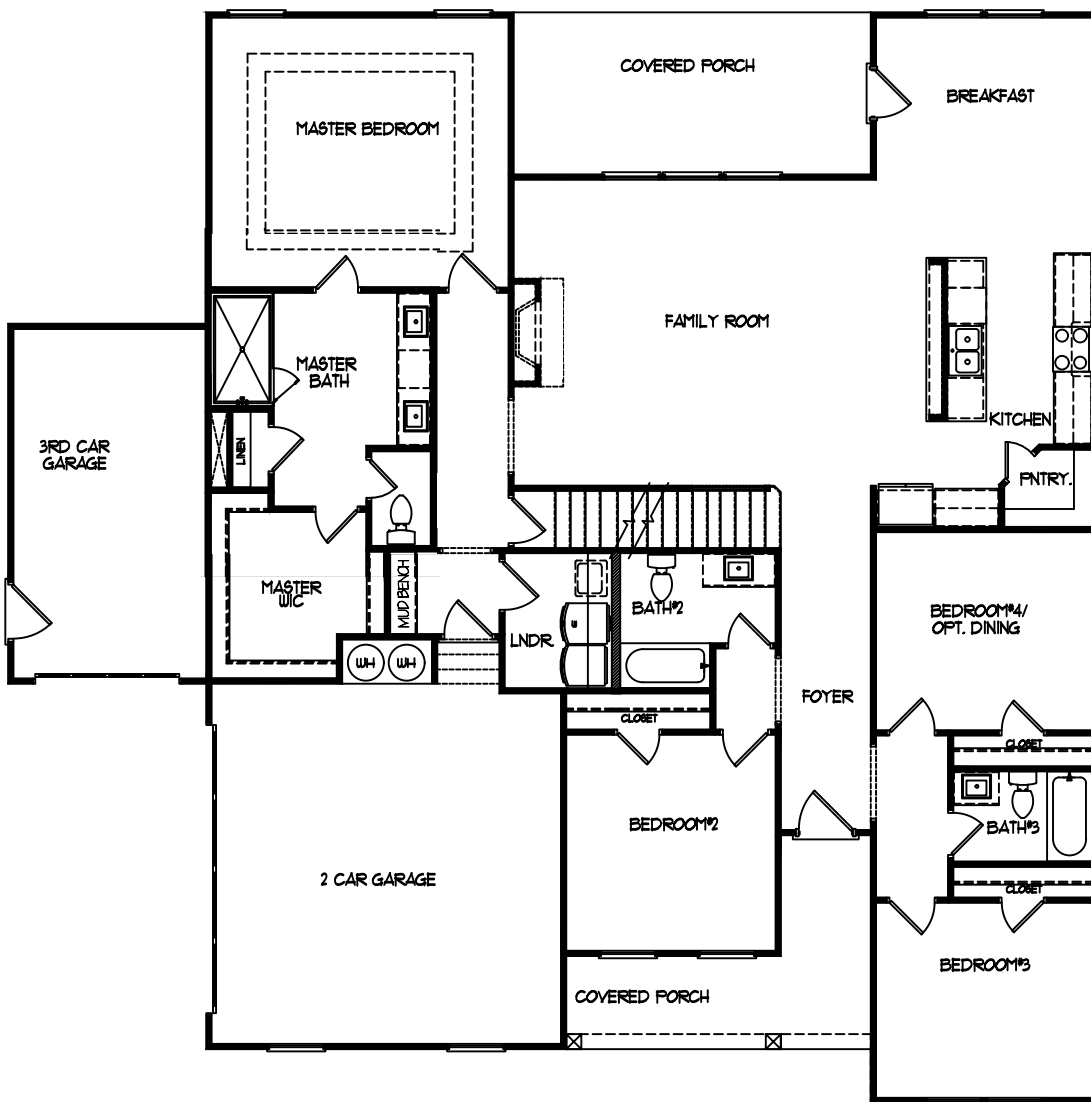 COVERED PORCH
BREAKFAST
MASTER BEDROOM
FAMILY ROOM
MASTER
BATH
KITCHEN
3RD CAR
GARAGE
LINEN
PNTRY.
MUD BENCH
MASTER
WIC
BATH#2
BEDROOM#4/
OPT. DINING
LNDR.
WH
WH
FOYER
CLOSET
CLOSET
BEDROOM#2
BATH#3
2 CAR GARAGE
CLOSET
BEDROOM#3
COVERED PORCH